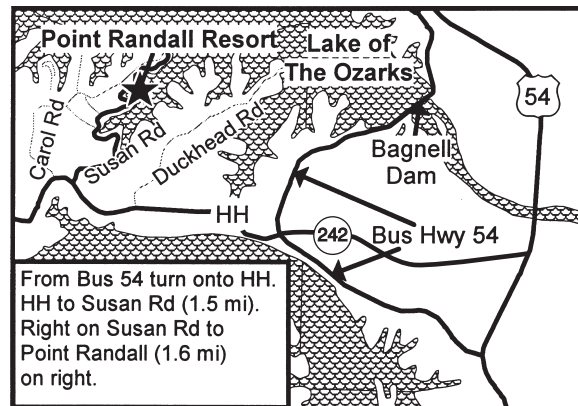 Point Randall Resort
Lake of
The Ozarks
54
Carol Rd
Susan Rd
Duckhead Rd
Bagnell
Dam
HH
242
Bus Hwy 54
From Bus 54 turn onto HH.
HH to Susan Rd (1.5 mi).
Right on Susan Rd to
Point Randall (1.6 mi)
on right.